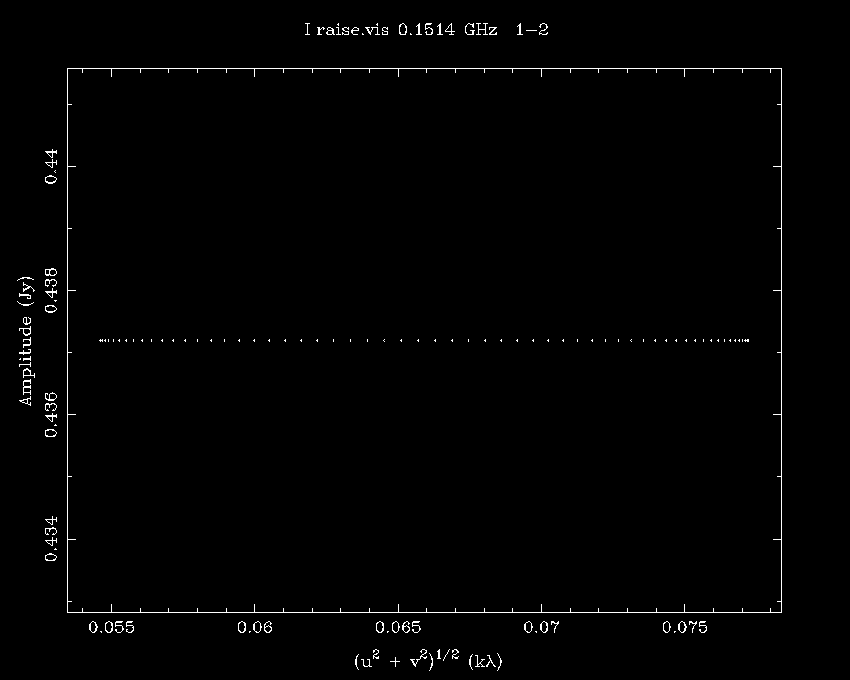 I raise.vis 0.1514 GHz 1−2
0.44
0.438
0.436
0.434
Amplitude (Jy)
0.055 0.06 0.065 0.07 0.075
(u² + v²)¹/² (kλ)